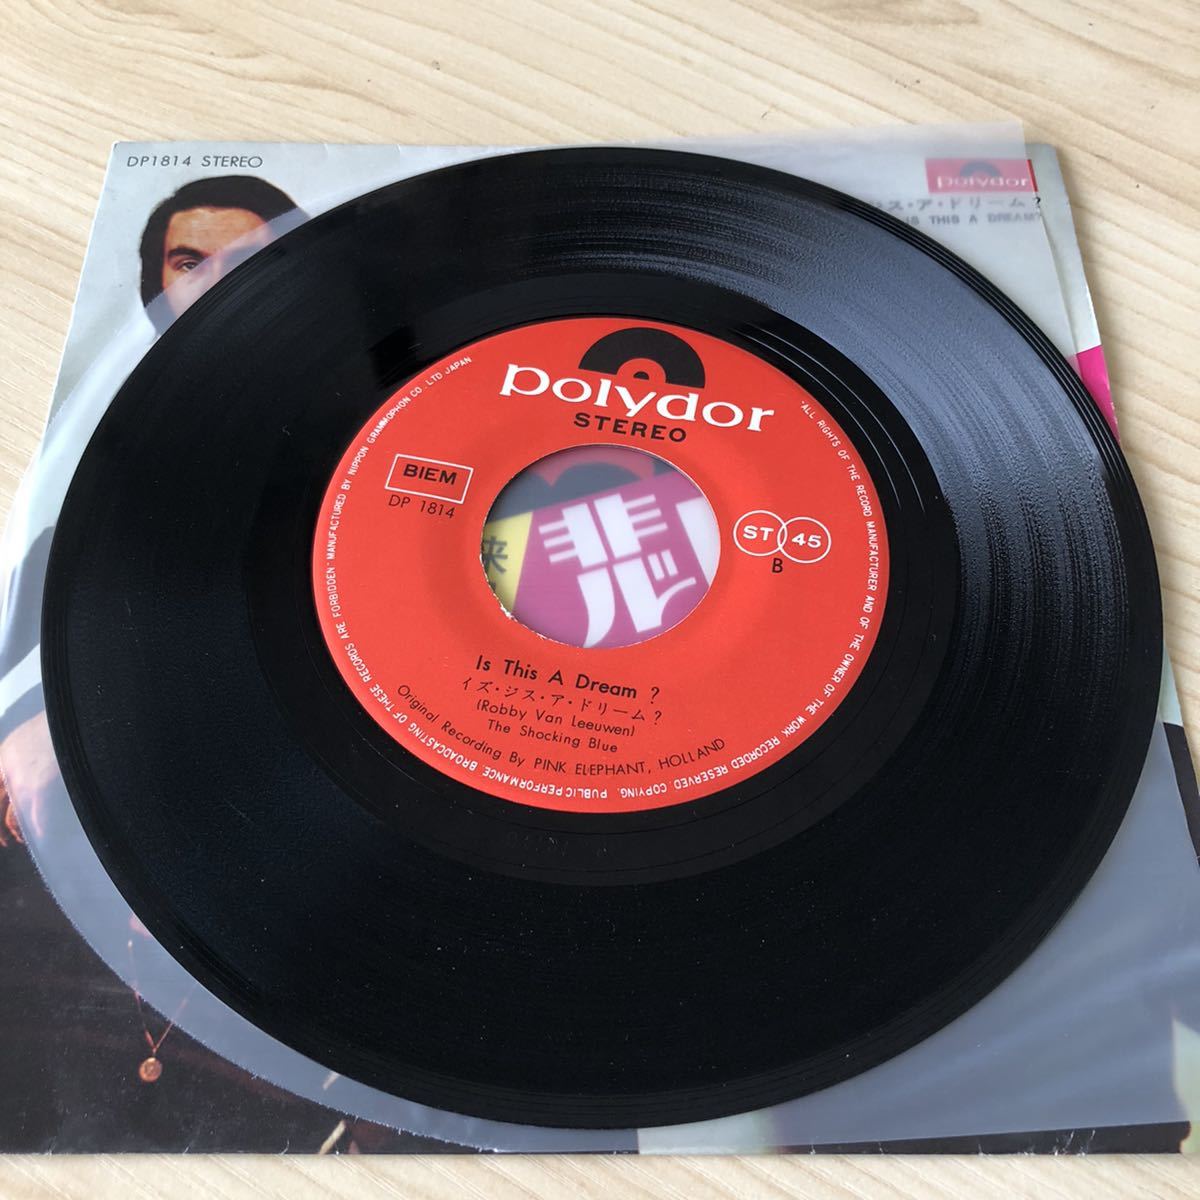 DP1814 STEREO
polydor
ジス・ア・ドリーム?
IS THIS A DREAM?
polydor
STEREO
BIEM
DP 1814
ST 45
B
来
ル
Is This A Dream ?
イズ・ジス・ア・ドリーム?
(Robby Van Leeuwen)
The Shocking Blue
Original Recording By PINK ELEPHANT, HOLLAND
ALL RIGHTS OF THE RECORD MANUFACTURER AND OF THE OWNER OF THE WORK RECORDED RESERVED. COPYING, PUBLIC PERFORMANCE, BROADCASTING OF THESE RECORDS ARE FORBIDDEN· MANUFACTURED BY NIPPON GRAMMOPHON CO., LTD JAPAN